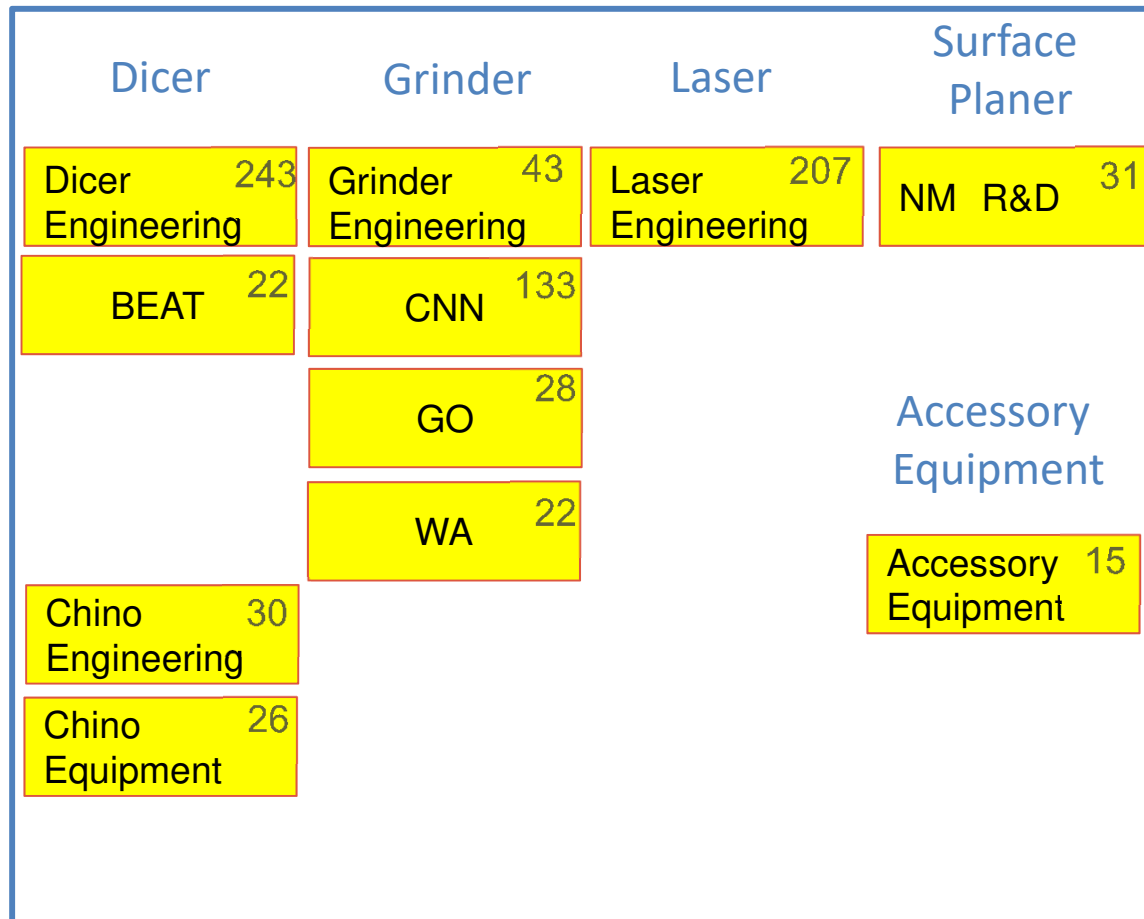 Dicer
Grinder
Laser
Surface
Planer
Dicer 243
Engineering
Grinder 43
Engineering
Laser 207
Engineering
NM R&D 31
BEAT 22
CNN 133
GO 28
WA 22
Accessory
Equipment
Accessory 15
Equipment
Chino 30
Engineering
Chino 26
Equipment